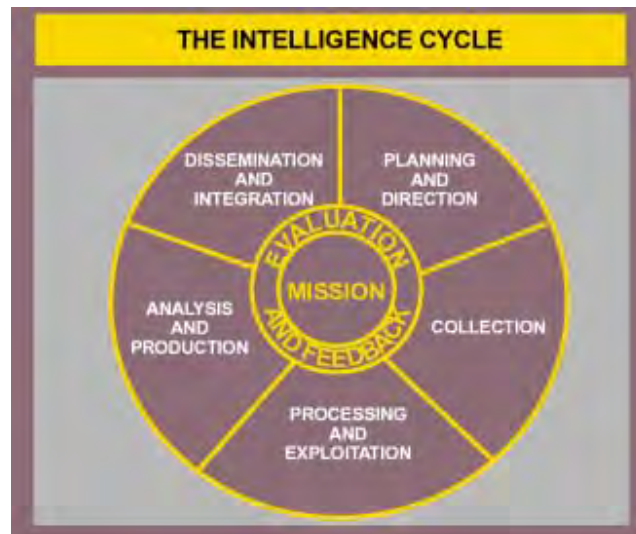 THE INTELLIGENCE CYCLE
DISSEMINATION
AND
INTEGRATION
PLANNING
AND
DIRECTION
EVALUATION
MISSION
AND FEEDBACK
ANALYSIS
AND
PRODUCTION
COLLECTION
PROCESSING
AND
EXPLOITATION